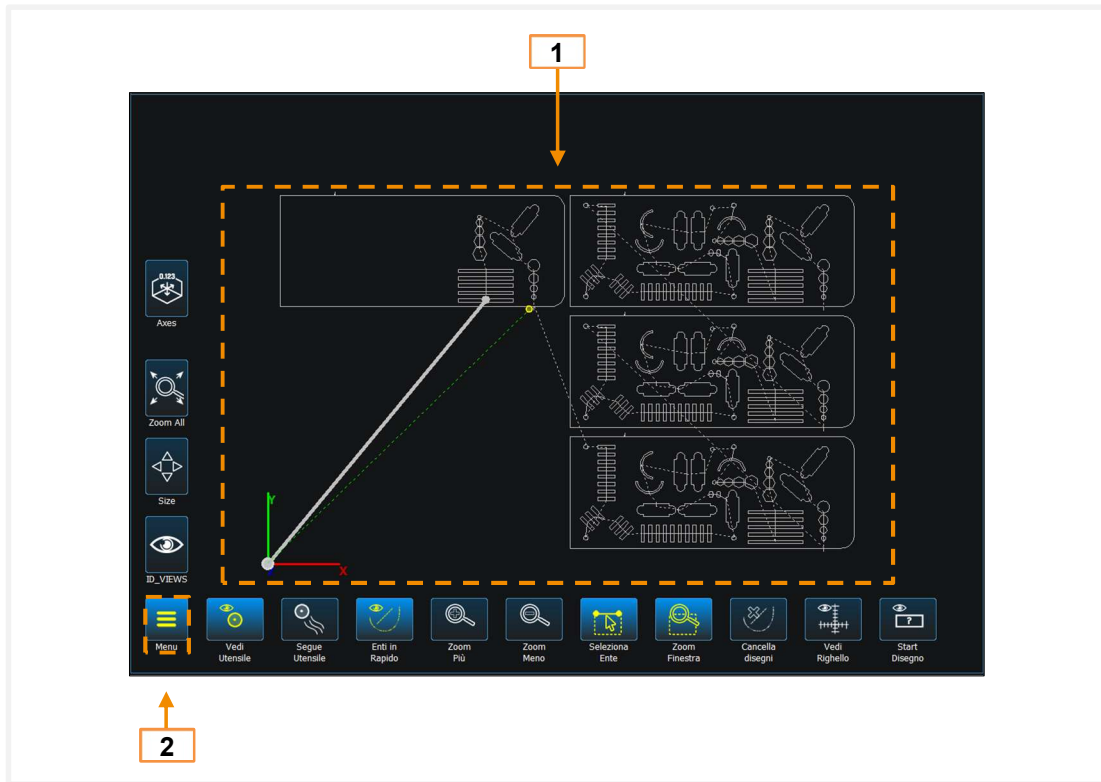 1
0.123
Axes
Zoom All
Size
ID_VIEWS
Y
X
Menu
Vedi
Utensile
Segue
Utensile
Enti in
Rapido
Zoom
Più
Zoom
Meno
Seleziona
Ente
Zoom
Finestra
Cancella
disegni
Vedi
Righello
?
Start
Disegno
2